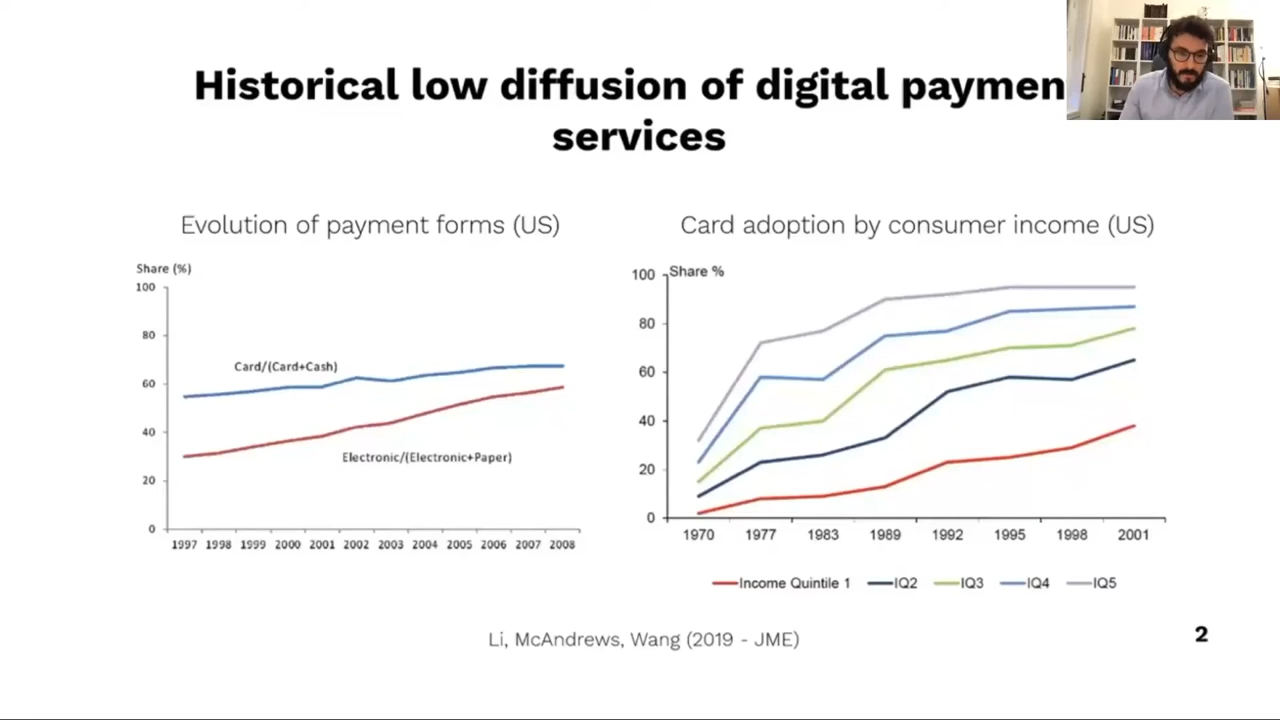 Historical low diffusion of digital paymen
services
Evolution of payment forms (US)
Card adoption by consumer income (US)
Share (%)
100
80
60
40
20
0
Card/(Card+Cash)
Electronic/(Electronic+Paper)
1997 1998 1999 2000 2001 2002 2003 2004 2005 2006 2007 2008
Share %
100
80
60
40
20
0
1970 1977 1983 1989 1992 1995 1998 2001
Income Quintile 1 IQ2 IQ3 IQ4 IQ5
Li, McAndrews, Wang (2019 - JME)
2